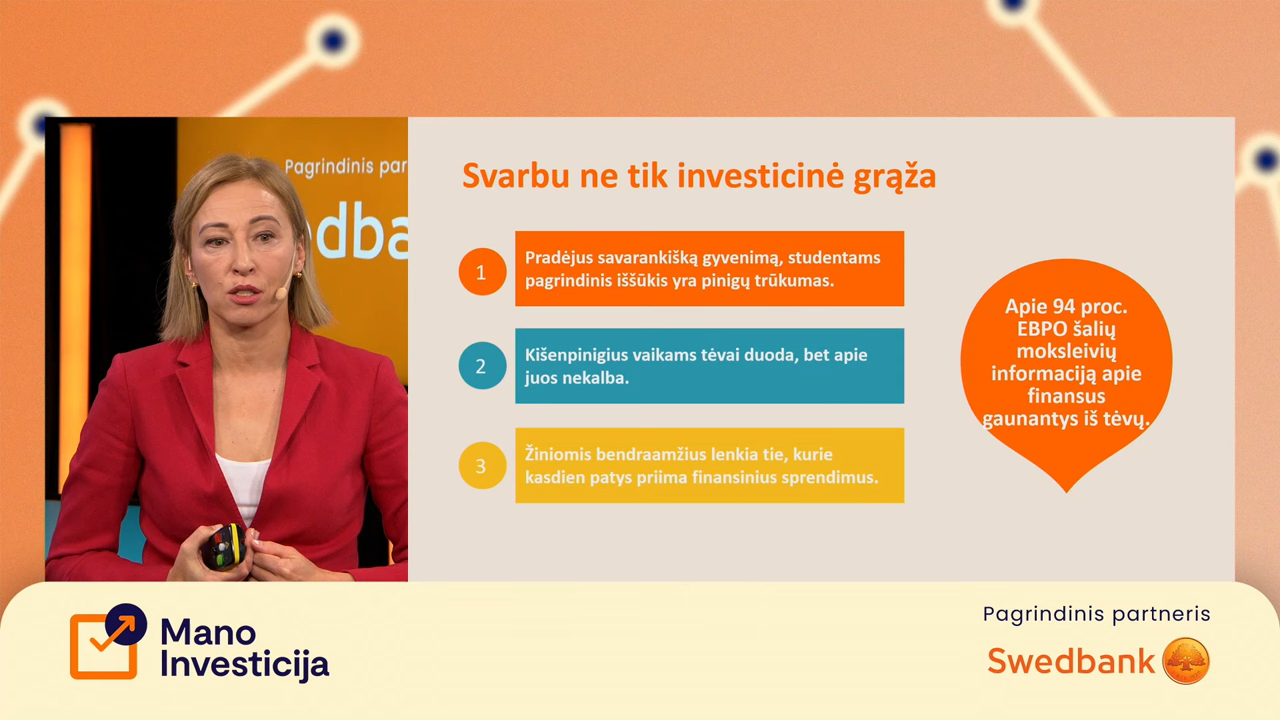 Pagrindinis par
edba
Svarbu ne tik investicinė grąža
1
Pradėjus savarankišką gyvenimą, studentams
pagrindinis iššūkis yra pinigų trūkumas.
2
Kišenpinigius vaikams tėvai duoda, bet apie
juos nekalba.
3
Žiniomis bendraamžius lenkia tie, kurie
kasdien patys priima finansinius sprendimus.
Apie 94 proc.
EBPO šalių
moksleivių
informaciją apie
finansus
gaunantys iš tėvų.
Mano
Investicija
Pagrindinis partneris
Swedbank